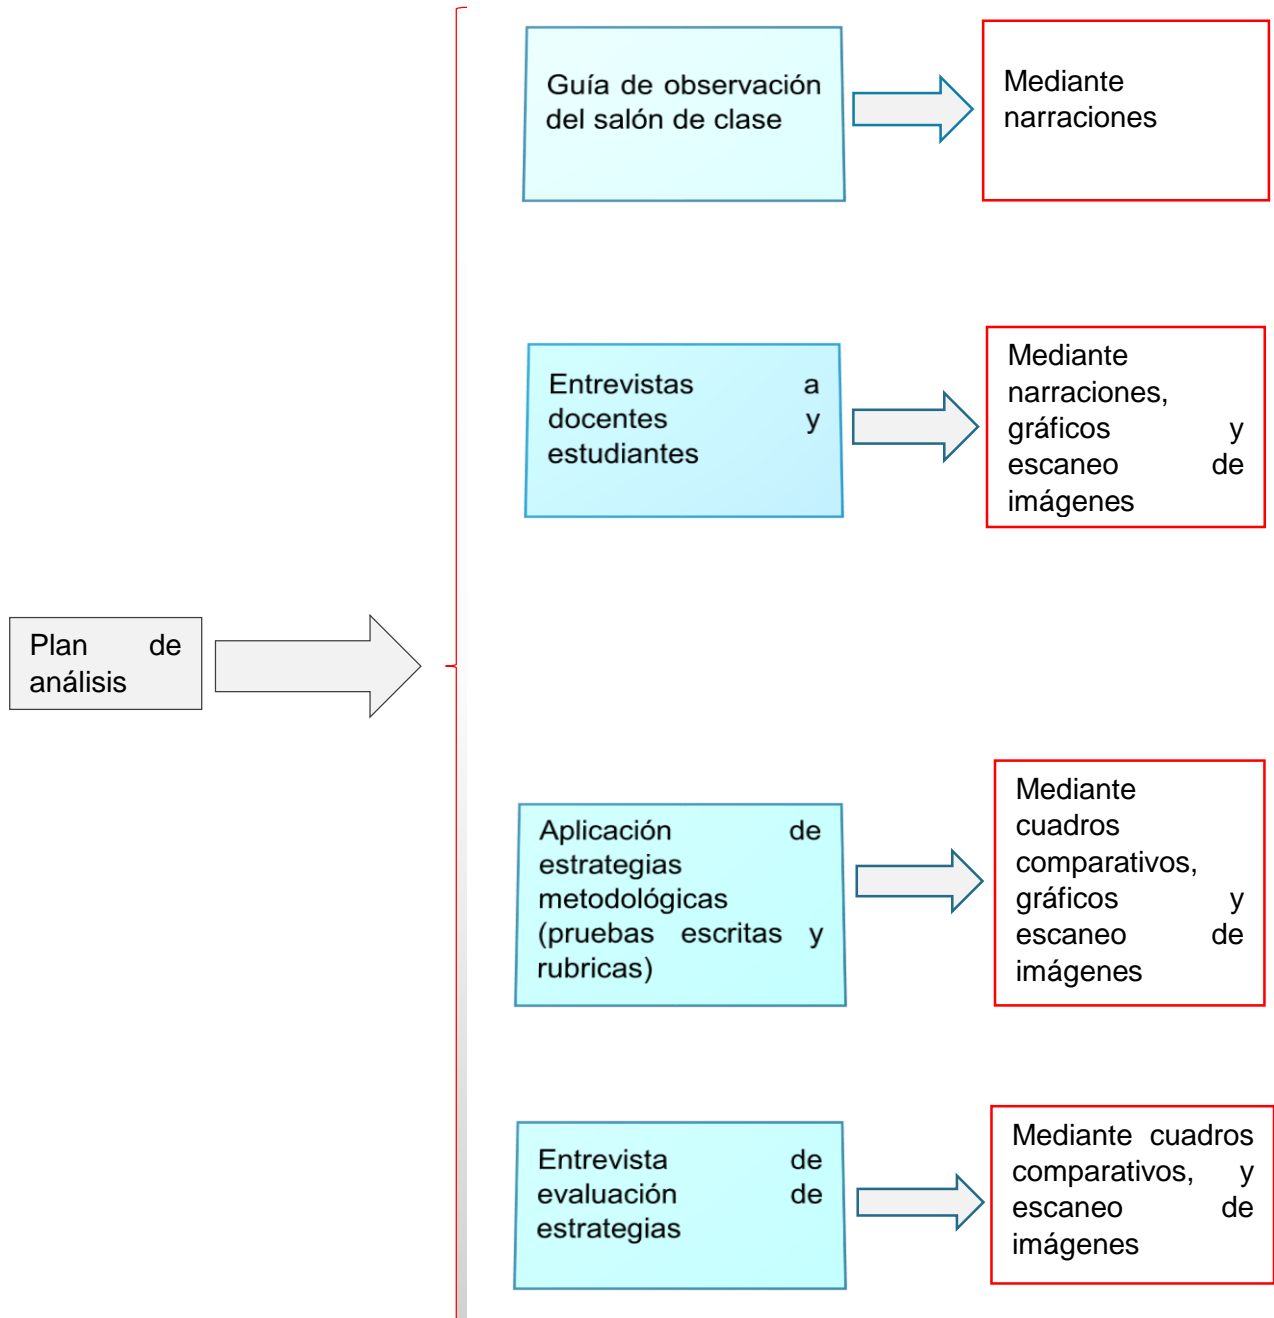 Guía de observación
del salón de clase
Mediante
narraciones
Entrevistas a
docentes y
estudiantes
Mediante
narraciones,
gráficos y
escaneo de
imágenes
Plan de
análisis
Aplicación de
estrategias
metodológicas
(pruebas escritas y
rubricas)
Mediante
cuadros
comparativos,
gráficos y
escaneo de
imágenes
Entrevista de
evaluación de
estrategias
Mediante cuadros
comparativos, y
escaneo de
imágenes